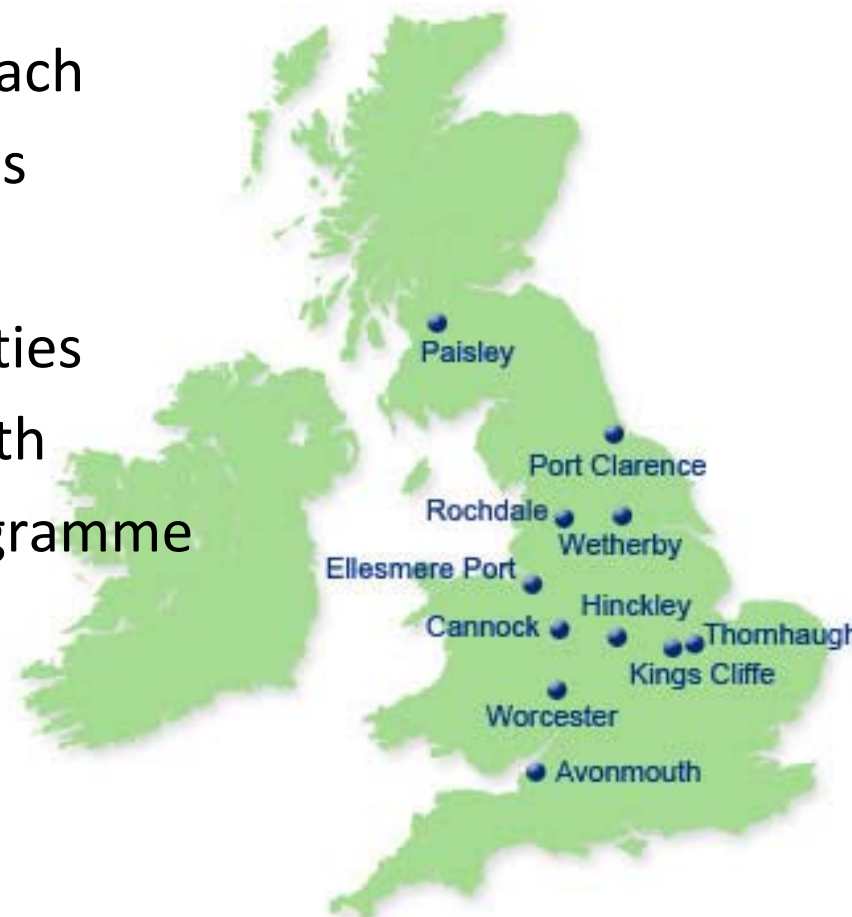 ach
s
ties
th
gramme
Paisley
Port Clarence
Rochdale
Wetherby
Ellesmere Port
Hinckley
Cannock
Thornhaugh
Kings Cliffe
Worcester
Avonmouth